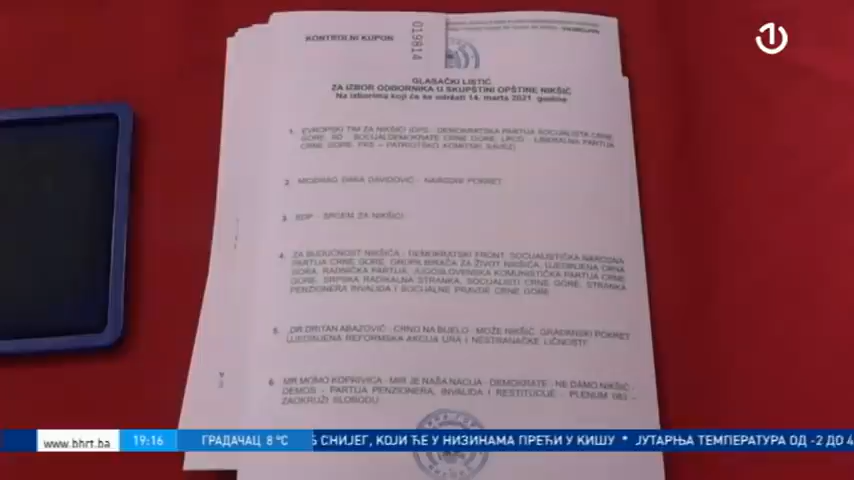 KONTROLNI KUPON
019814
GLASAČKI LISTIĆ
ZA IZBOR ODBORNIKA U SKUPŠTINI OPŠTINE NIKŠIĆ
Na izborima koji će se održati 14. marta 2021. godine
1. EVROPSKI TIM ZA NIKŠIĆ (DPS - DEMOKRATSKA PARTIJA SOCIJALISTA CRNE
GORE, SD - SOCIJALDEMOKRATE CRNE GORE, LPCG - LIBERALNA PARTIJA
CRNE GORE, PKS – PATRIOTSKO KOMITSKI SAVEZ)
2. MIODRAG DAKA DAVIDOVIĆ - NARODNI POKRET
3. SDP - SRCEM ZA NIKŠIĆ!
4. ZA BUDUĆNOST NIKŠIĆA - DEMOKRATSKI FRONT, SOCIJALISTIČKA NARODNA
PARTIJA CRNE GORE, GRUPA BIRAČA ZA ŽIVOT NIKŠIĆA, UJEDINJENA CRNA
GORA, RADNIČKA PARTIJA, JUGOSLOVENSKA KOMUNISTIČKA PARTIJA CRNE
GORE, SRPSKA RADIKALNA STRANKA, SOCIJALISTI CRNE GORE, STRANKA
PENZIONERA INVALIDA I SOCIJALNE PRAVDE CRNE GORE
5. ,,DR DRITAN ABAZOVIĆ - CRNO NA BIJELO - MOŽE NIKŠIĆ, GRAĐANSKI POKRET
UJEDINJENA REFORMSKA AKCIJA URA I NESTRANAČKE LIČNOSTI"
6. MR MOMO KOPRIVICA - MIR JE NAŠA NACIJA - DEMOKRATE - NE DAMO NIKŠIĆ -
DEMOS - PARTIJA PENZIONERA, INVALIDA I RESTITUCIJE - PLENUM 083 –
ZAOKRUŽI SLOBODU
www.bhrt.ba 19:16 ГРАДАЧАЦ 8 °C СНИЈЕГ, КОЈИ ЋЕ У НИЗИНАМА ПРЕЋИ У КИШУ * ЈУТАРЊА ТЕМПЕРАТУРА ОД -2 ДО 4